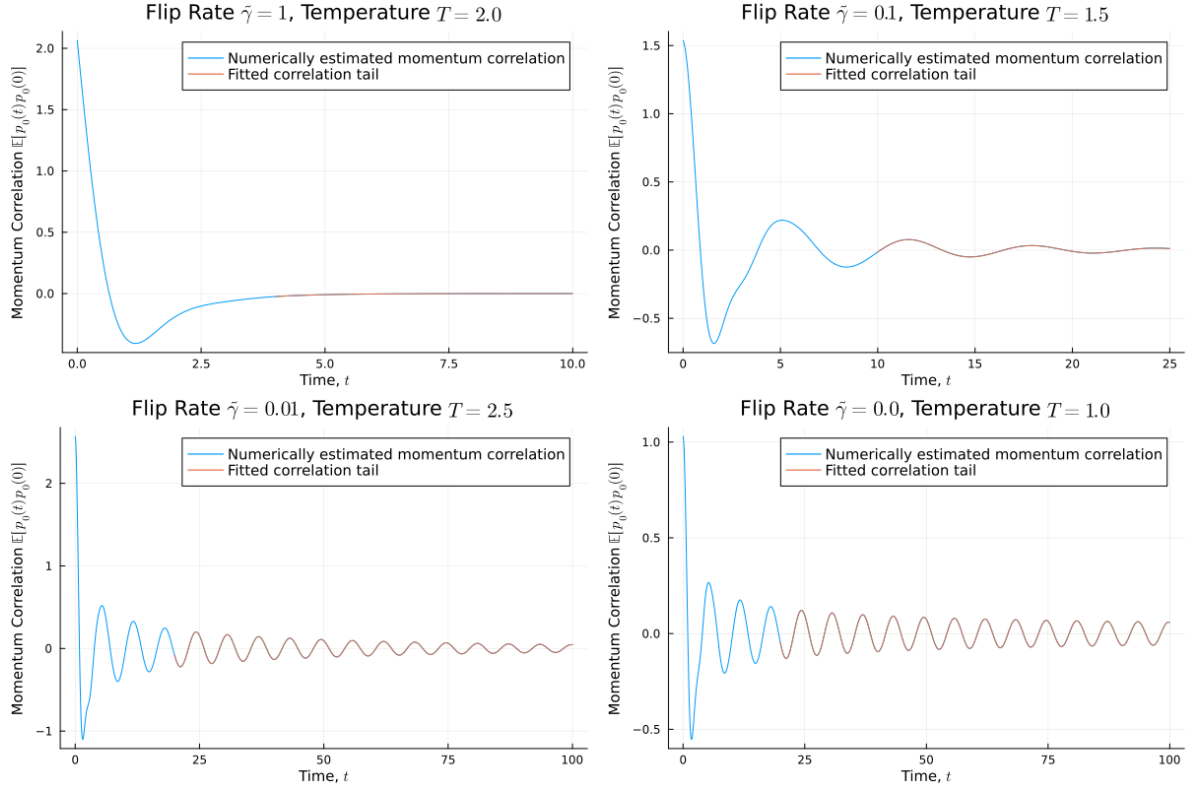 Flip Rate γ̃ = 1, Temperature T = 2.0
Momentum Correlation 𝔼[p₀(t)p₀(0)]
2.0
1.5
1.0
0.5
0.0
Numerically estimated momentum correlation
Fitted correlation tail
0.0 2.5 5.0 7.5 10.0
Time, t
Flip Rate γ̃ = 0.1, Temperature T = 1.5
Momentum Correlation 𝔼[p₀(t)p₀(0)]
1.5
1.0
0.5
0.0
−0.5
Numerically estimated momentum correlation
Fitted correlation tail
0 5 10 15 20 25
Time, t
Flip Rate γ̃ = 0.01, Temperature T = 2.5
Momentum Correlation 𝔼[p₀(t)p₀(0)]
2
1
0
−1
Numerically estimated momentum correlation
Fitted correlation tail
0 25 50 75 100
Time, t
Flip Rate γ̃ = 0.0, Temperature T = 1.0
Momentum Correlation 𝔼[p₀(t)p₀(0)]
1.0
0.5
0.0
−0.5
Numerically estimated momentum correlation
Fitted correlation tail
0 25 50 75 100
Time, t